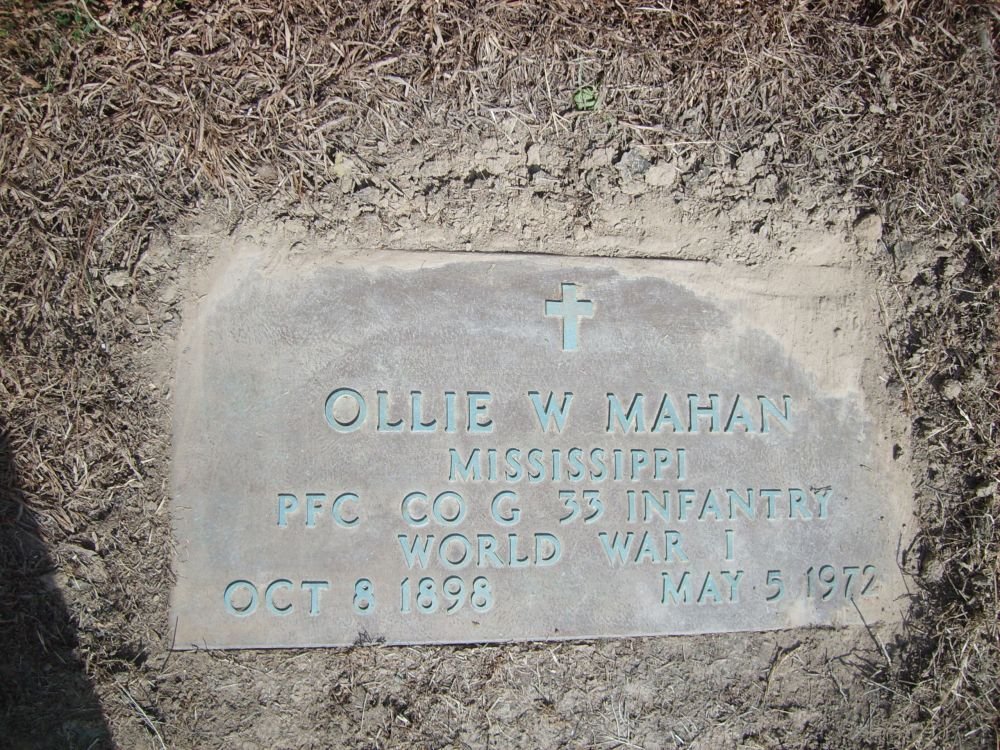 OLLIE W MAHAN
MISSISSIPPI
PFC CO G 33 INFANTRY
WORLD WAR I
OCT 8 1898 MAY 5 1972